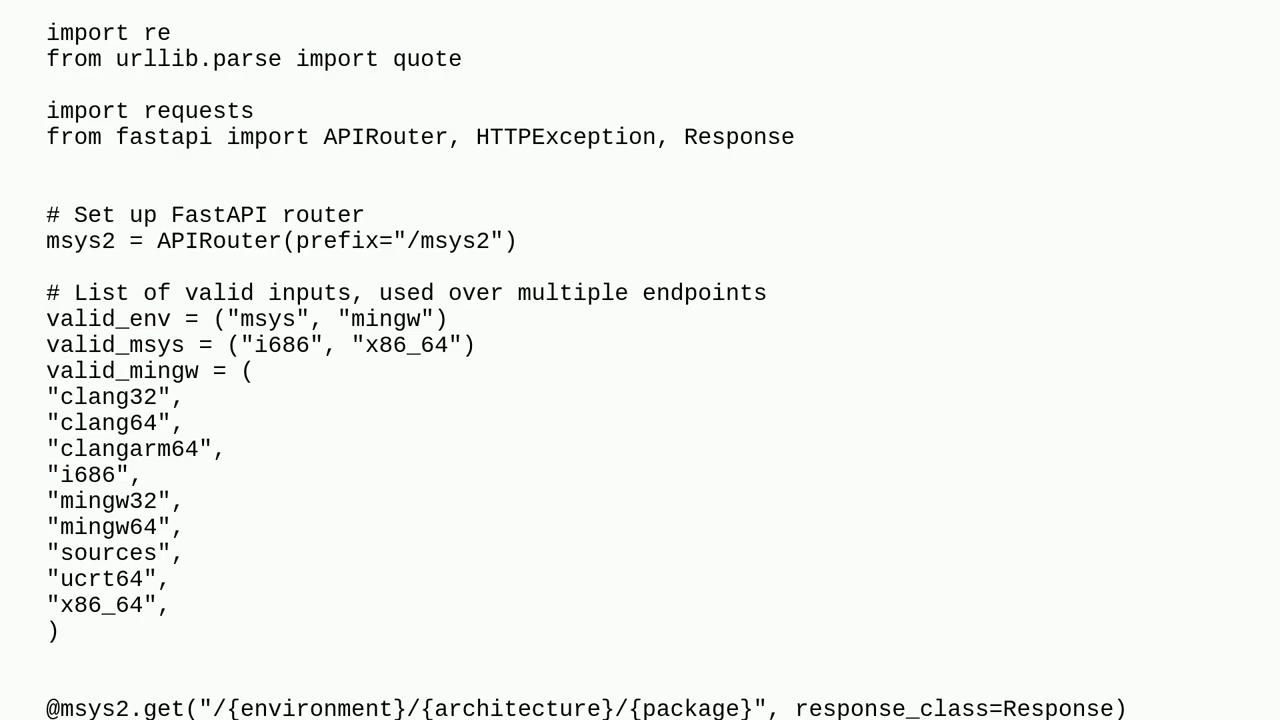 import re
from urllib.parse import quote
import requests
from fastapi import APIRouter, HTTPException, Response
# Set up FastAPI router
msys2 = APIRouter(prefix="/msys2")
# List of valid inputs, used over multiple endpoints
valid_env = ("msys", "mingw")
valid_msys = ("i686", "x86_64")
valid_mingw = (
"clang32",
"clang64",
"clangarm64",
"i686",
"mingw32",
"mingw64",
"sources",
"ucrt64",
"x86_64",
)
@msys2.get("/{environment}/{architecture}/{package}", response_class=Response)